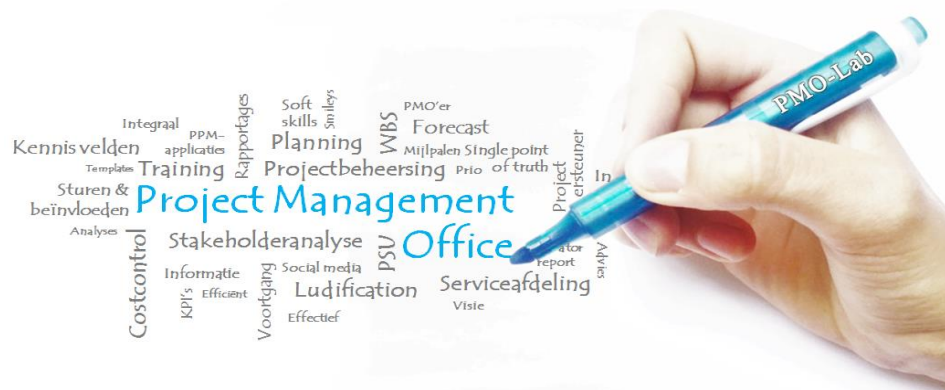 PMO-Lab
Integraal
Kennis velden
PPM-
applicaties
Rapportages
Soft
skills
Smileys
Planning
WBS
PMO'er
Forecast
Mijlpalen
Single point
of truth
Templates
Training
Projectbeheersing
Prio
Project
ersteuner
In
Sturen &
beïnvloeden
Project Management
Office
Analyses
Costcontrol
Stakeholderanalyse
PSU
ator
report
Advies
Informatie
KPI's
Efficiënt
Voortgang
Social media
Ludification
Serviceafdeling
Effectief
Visie